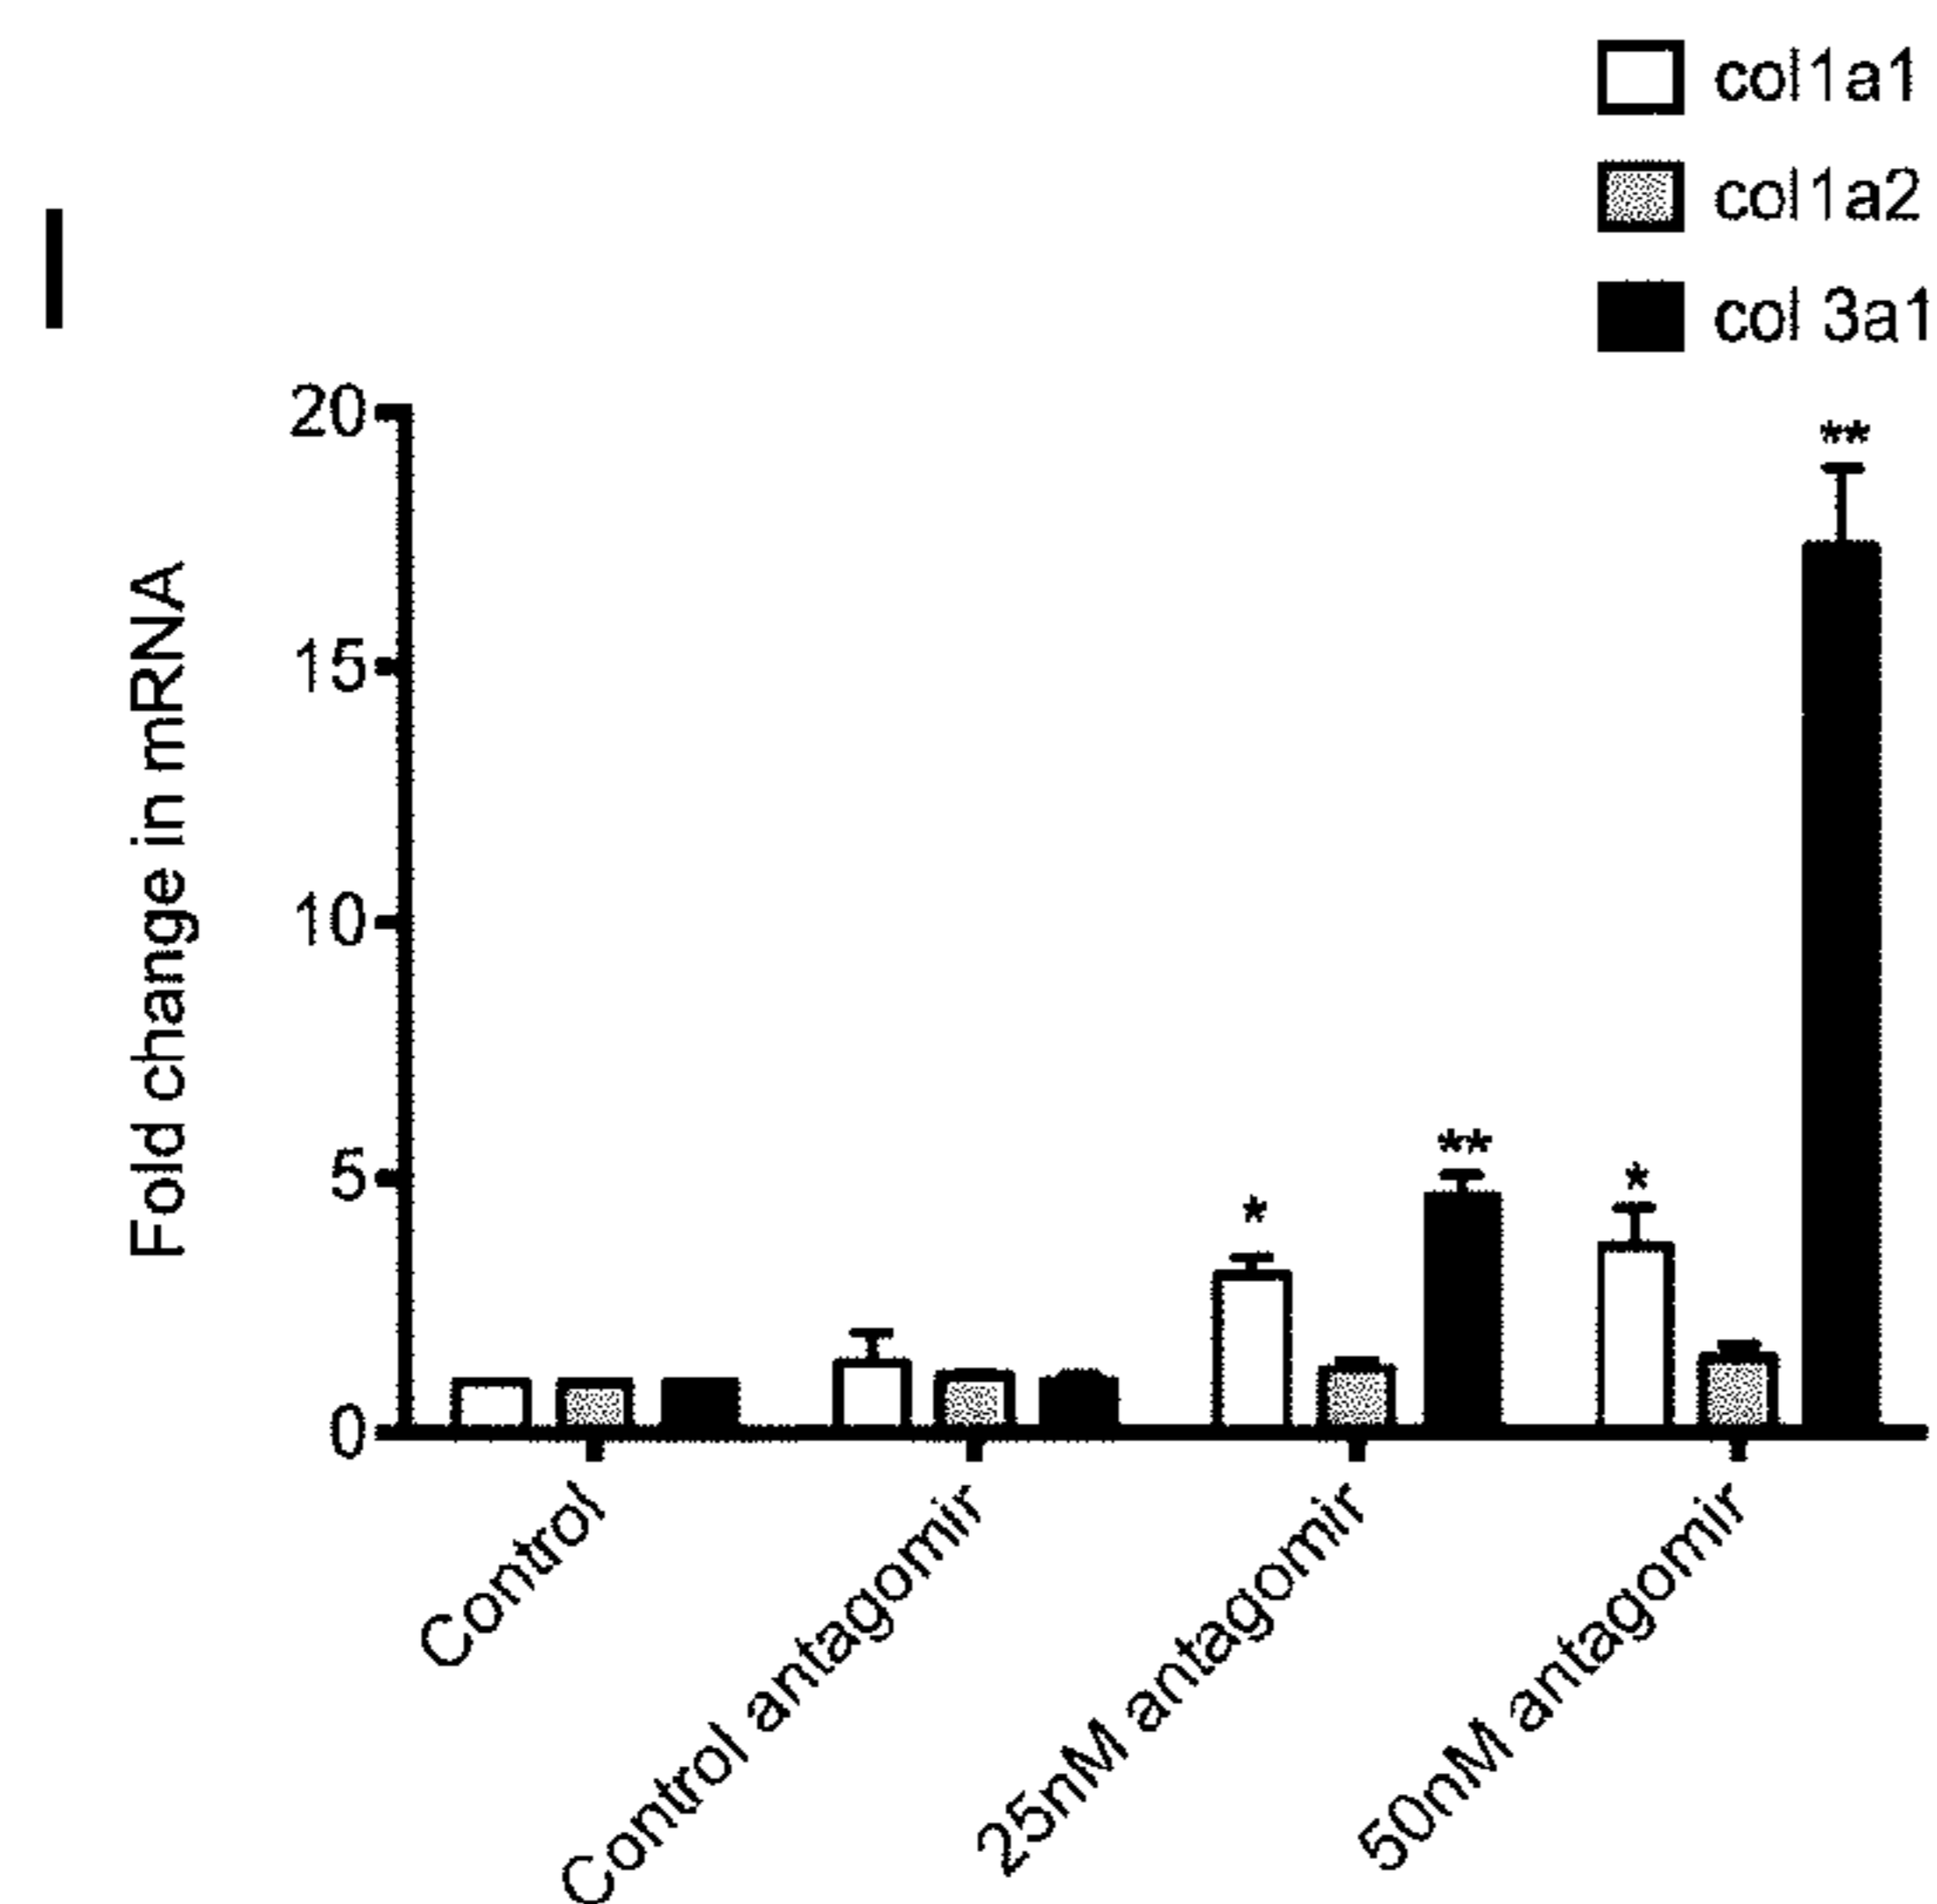 col1a1
col1a2
col 3a1
I
20
15
10
5
0
Fold change in mRNA
**
**
*
*
Control
Control antagomir
25nM antagomir
50nM antagomir